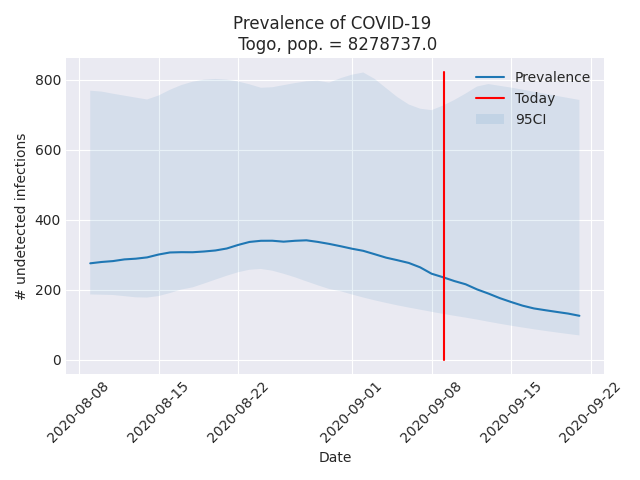 Prevalence of COVID-19
Togo, pop. = 8278737.0
Prevalence
Today
95CI
# undetected infections
800
600
400
200
0
2020-08-08
2020-08-15
2020-08-22
2020-09-01
2020-09-08
2020-09-15
2020-09-22
Date